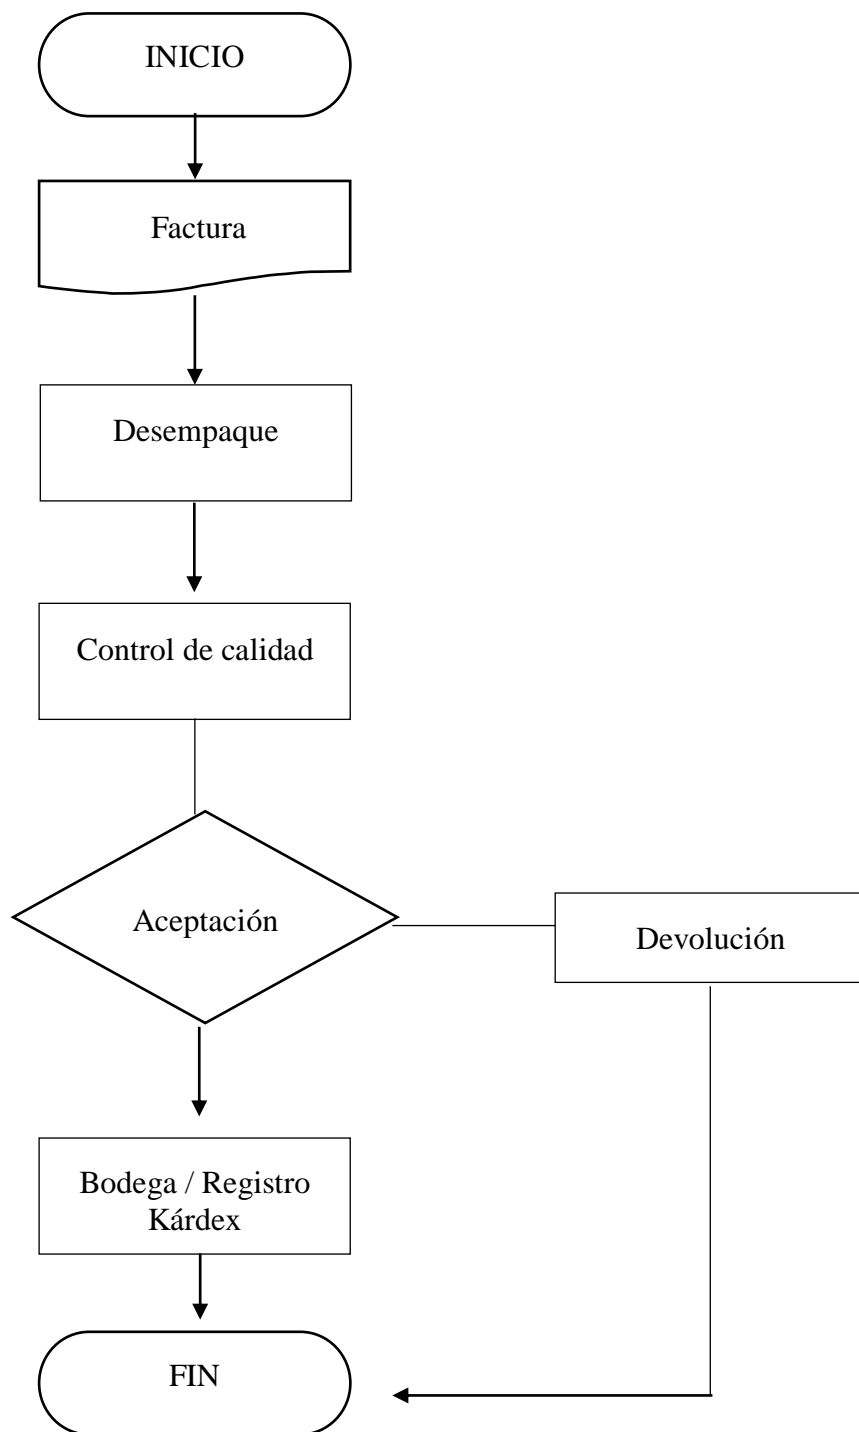 INICIO
Factura
Desempaque
Control de calidad
Aceptación
Devolución
Bodega / Registro
Kárdex
FIN